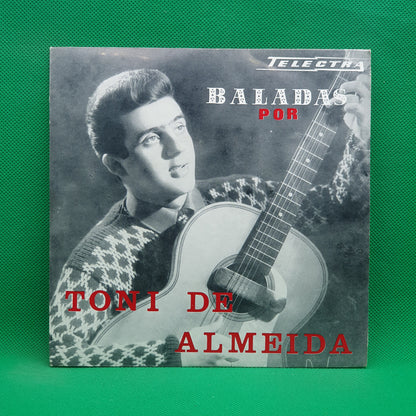 TELECTRA
BALADAS
POR
TONI DE
ALMEIDA